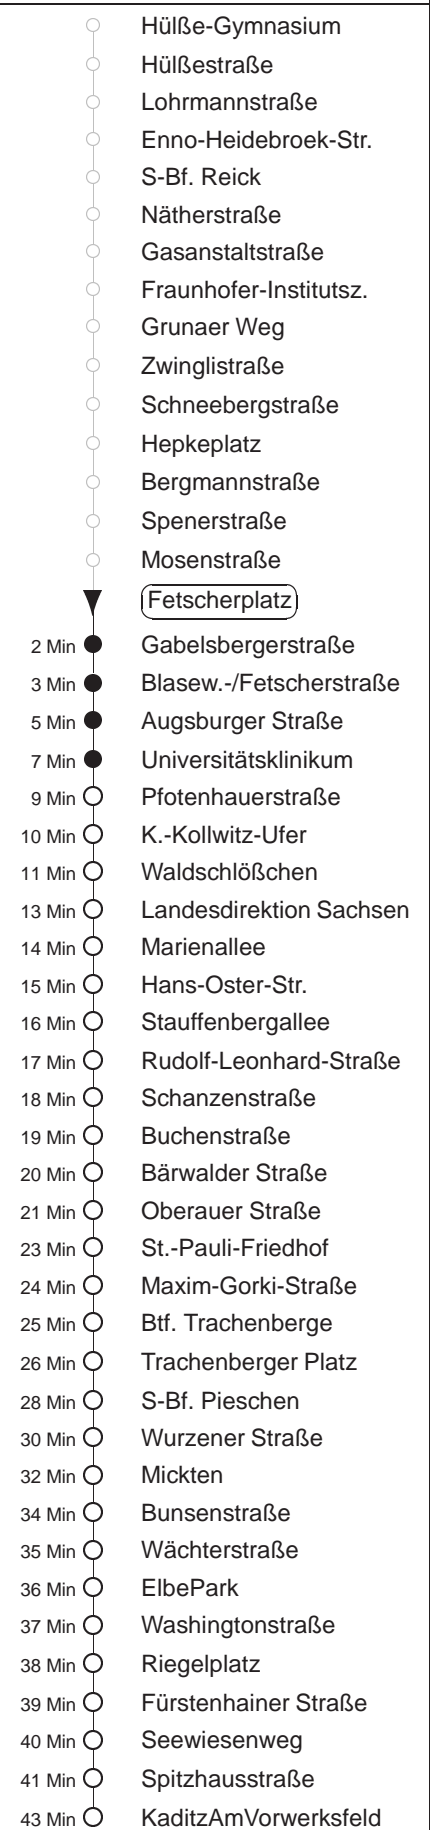 Hülße-Gymnasium
Hülßestraße
Lohrmannstraße
Enno-Heidebroek-Str.
S-Bf. Reick
Nätherstraße
Gasanstaltstraße
Fraunhofer-Institutsz.
Grunaer Weg
Zwinglistraße
Schneebergstraße
Hepkeplatz
Bergmannstraße
Spenerstraße
Mosenstraße
Fetscherplatz
2 Min Gabelsbergerstraße
3 Min Blasew.-/Fetscherstraße
5 Min Augsburger Straße
7 Min Universitätsklinikum
9 Min Pfotenhauerstraße
10 Min K.-Kollwitz-Ufer
11 Min Waldschlößchen
13 Min Landesdirektion Sachsen
14 Min Marienallee
15 Min Hans-Oster-Str.
16 Min Stauffenbergallee
17 Min Rudolf-Leonhard-Straße
18 Min Schanzenstraße
19 Min Buchenstraße
20 Min Bärwalder Straße
21 Min Oberauer Straße
23 Min St.-Pauli-Friedhof
24 Min Maxim-Gorki-Straße
25 Min Btf. Trachenberge
26 Min Trachenberger Platz
28 Min S-Bf. Pieschen
30 Min Wurzener Straße
32 Min Mickten
34 Min Bunsenstraße
35 Min Wächterstraße
36 Min ElbePark
37 Min Washingtonstraße
38 Min Riegelplatz
39 Min Fürstenhainer Straße
40 Min Seewiesenweg
41 Min Spitzhausstraße
43 Min KaditzAmVorwerksfeld